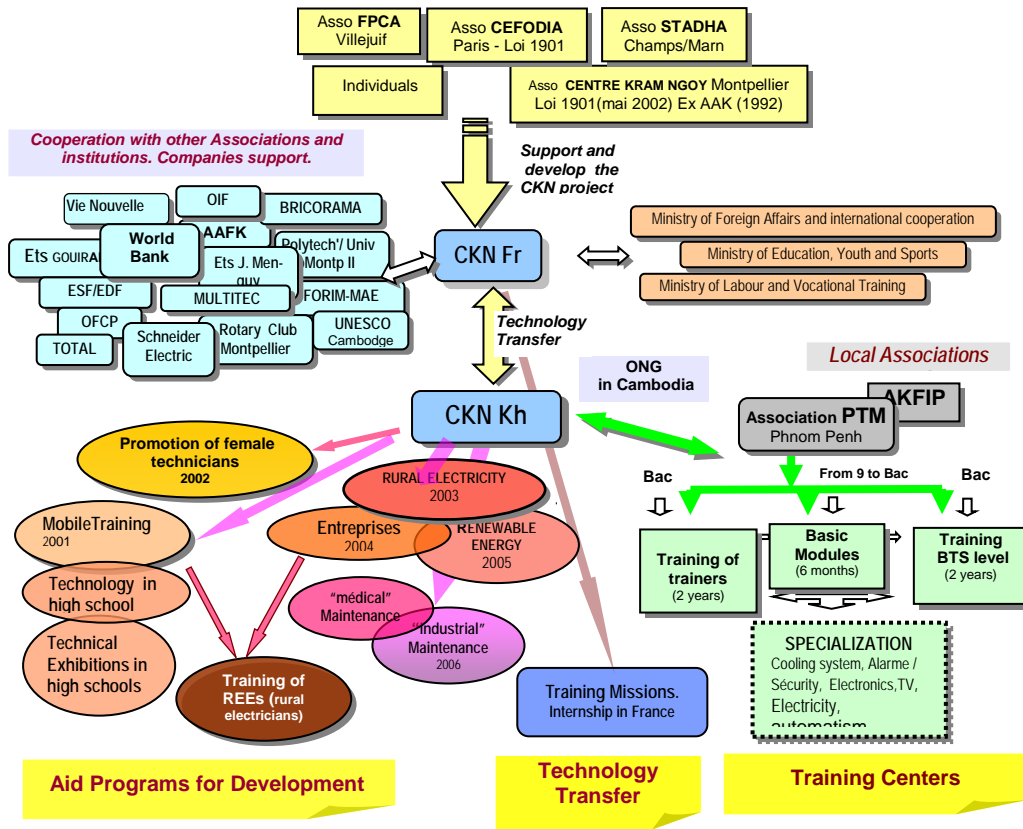 Asso FPCA
Villejuif
Asso CEFODIA
Paris - Loi 1901
Asso STADHA
Champs/Marn
Individuals
Asso CENTRE KRAM NGOY Montpellier
Loi 1901(mai 2002) Ex AAK (1992)
Cooperation with other Associations and
institutions. Companies support.
Support and
develop the
CKN project
Vie Nouvelle
OIF
BRICORAMA
World
Bank
AAFK
Polytech'/ Univ
Montp II
Ets
Ets J. Men-
guy
ESF/EDF
MULTITEC
FORIM-MAE
OFCP
Schneider
Electric
Rotary Club
Montpellier
UNESCO
Cambodge
TOTAL
CKN Fr
Ministry of Foreign Affairs and international cooperation
Ministry of Education, Youth and Sports
Ministry of Labour and Vocational Training
Technology
Transfer
ONG
in Cambodia
Local Associations
CKN Kh
AKFIP
Association PTM
Phnom Penh
Promotion of female
technicians
2002
RURAL ELECTRICITY
2003
Bac
From 9 to Bac
Bac
MobileTraining
2001
Entreprises
2004
RENEWABLE
ENERGY
2005
Training of
trainers
(2 years)
Basic
Modules
(6 months)
Training
BTS level
(2 years)
Technology in
high school
"médical"
Maintenance
"industrial"
Maintenance
2006
Technical
Exhibitions in
high schools
Training of
REEs (rural
electricians)
Training Missions.
Internship in France
SPECIALIZATION
Cooling system, Alarme /
Sécurity, Electronics,TV,
Electricity,
automatism
Aid Programs for Development
Technology
Transfer
Training Centers